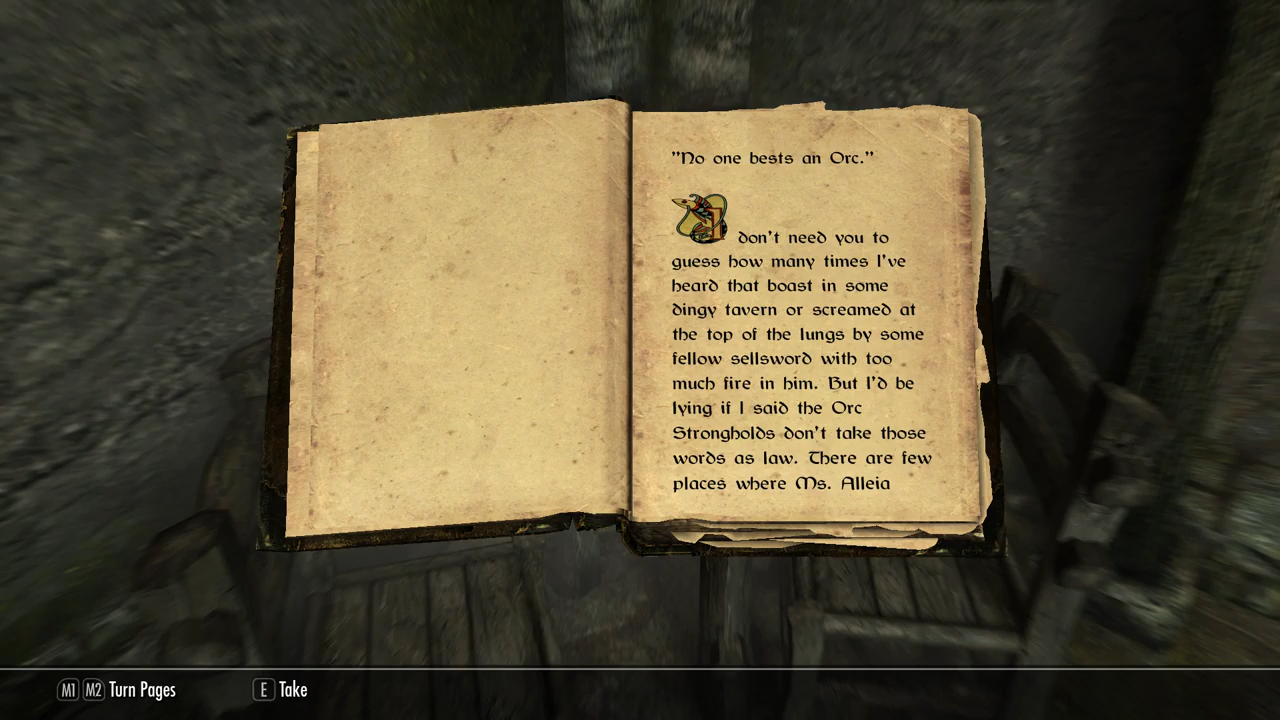 "No one bests an Orc."
I don't need you to
guess how many times I've
heard that boast in some
dingy tavern or screamed at
the top of the lungs by some
fellow sellsword with too
much fire in him. But I'd be
lying if I said the Orc
Strongholds don't take those
words as law. There are few
places where Ms. Alleia
M1 M2 Turn Pages
E Take